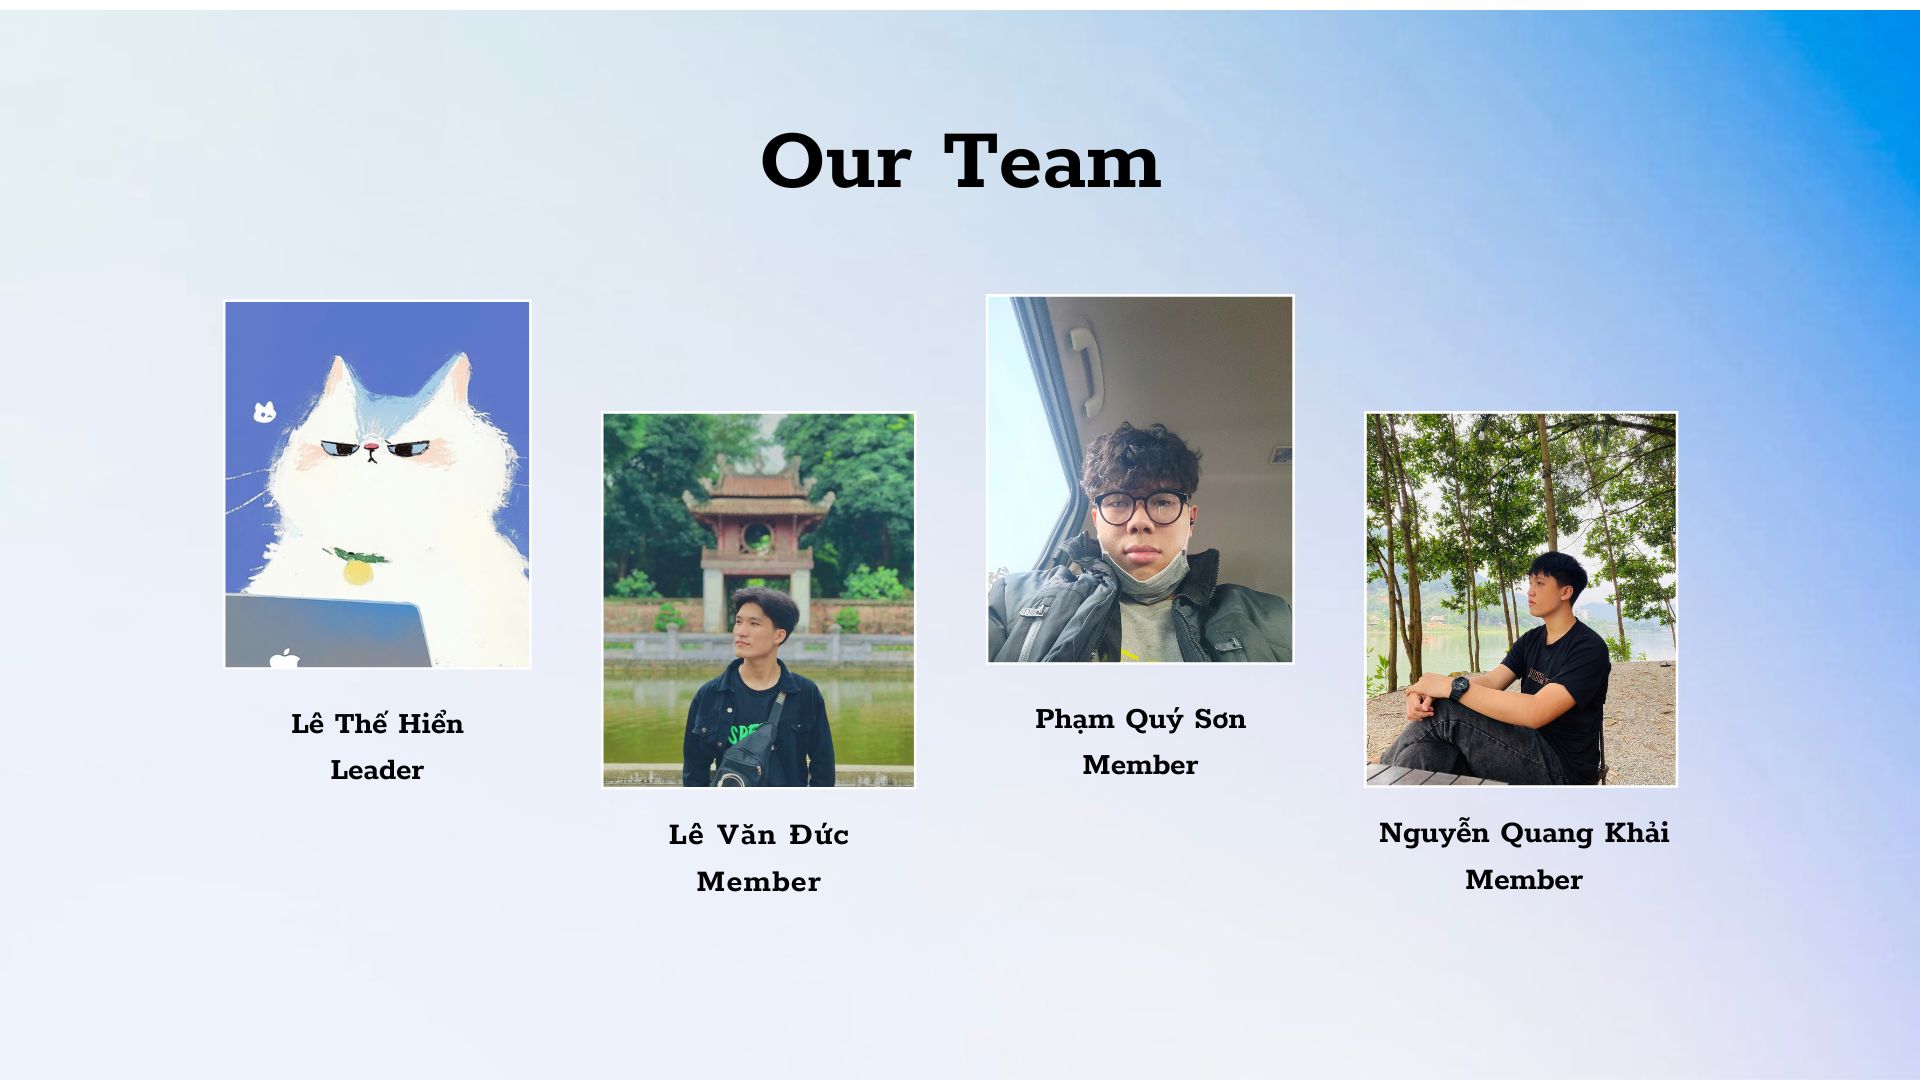 Our Team
Lê Thế Hiển
Leader
Lê Văn Đức
Member
Phạm Quý Sơn
Member
Nguyễn Quang Khải
Member